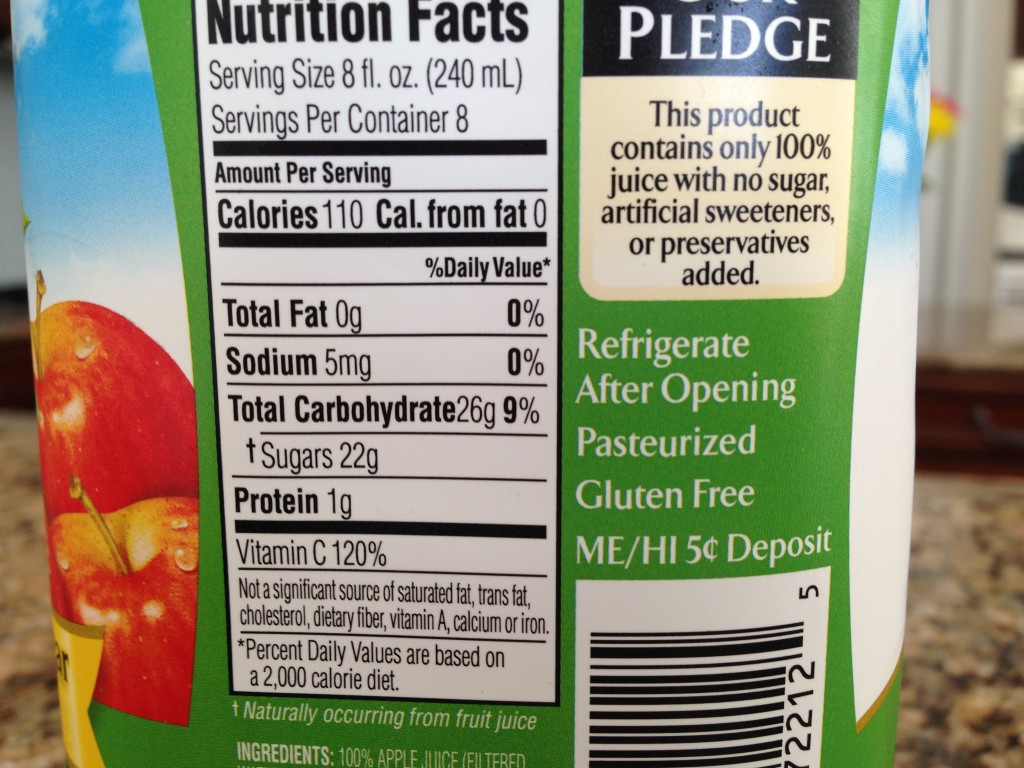 Nutrition Facts
Serving Size 8 fl. oz. (240 mL)
Servings Per Container 8
Amount Per Serving
Calories 110 Cal. from fat 0
%Daily Value*
Total Fat 0g 0%
Sodium 5mg 0%
Total Carbohydrate26g 9%
† Sugars 22g
Protein 1g
Vitamin C 120%
Not a significant source of saturated fat, trans fat,
cholesterol, dietary fiber, vitamin A, calcium or iron.
*Percent Daily Values are based on
a 2,000 calorie diet.
† Naturally occurring from fruit juice
INGREDIENTS: 100% APPLE JUICE (FILTERED
PLEDGE
This product
contains only 100%
juice with no sugar,
artificial sweeteners,
or preservatives
added.
Refrigerate
After Opening
Pasteurized
Gluten Free
ME/HI 5¢ Deposit
72212 5